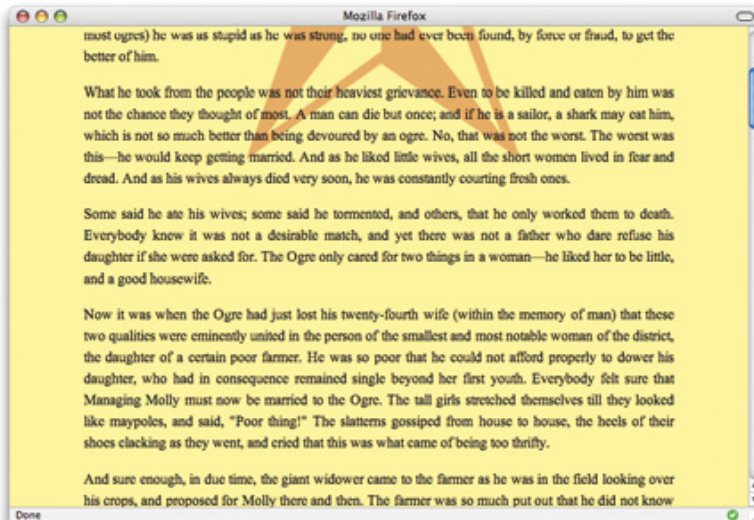 Mozilla Firefox
most ogres) he was as stupid as he was strong, no one had ever been found, by force or fraud, to get the
better of him.
What he took from the people was not their heaviest grievance. Even to be killed and eaten by him was
not the chance they thought of most. A man can die but once; and if he is a sailor, a shark may eat him,
which is not so much better than being devoured by an ogre. No, that was not the worst. The worst was
this—he would keep getting married. And as he liked little wives, all the short women lived in fear and
dread. And as his wives always died very soon, he was constantly courting fresh ones.
Some said he ate his wives; some said he tormented, and others, that he only worked them to death.
Everybody knew it was not a desirable match, and yet there was not a father who dare refuse his
daughter if she were asked for. The Ogre only cared for two things in a woman—he liked her to be little,
and a good housewife.
Now it was when the Ogre had just lost his twenty-fourth wife (within the memory of man) that these
two qualities were eminently united in the person of the smallest and most notable woman of the district,
the daughter of a certain poor farmer. He was so poor that he could not afford properly to dower his
daughter, who had in consequence remained single beyond her first youth. Everybody felt sure that
Managing Molly must now be married to the Ogre. The tall girls stretched themselves till they looked
like maypoles, and said, "Poor thing!" The slatterns gossiped from house to house, the heels of their
shoes clacking as they went, and cried that this was what came of being too thrifty.
And sure enough, in due time, the giant widower came to the farmer as he was in the field looking over
his crops, and proposed for Molly there and then. The farmer was so much put out that he did not know
Done